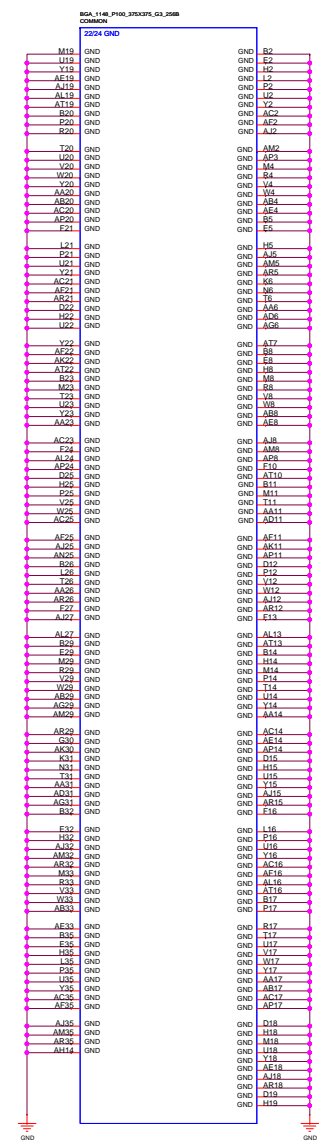 BGA_1148_P100_375X375_G3_256B
COMMON
22/24 GND
M19 GND GND B2
U19 GND GND E2
Y19 GND GND H2
AE19 GND GND L2
AJ19 GND GND P2
AL19 GND GND U2
AT19 GND GND Y2
B20 GND GND AC2
P20 GND GND AF2
R20 GND GND AJ2
T20 GND GND AM2
U20 GND GND AP3
V20 GND GND M4
W20 GND GND R4
Y20 GND GND V4
AA20 GND GND W4
AB20 GND GND AB4
AC20 GND GND AE4
AP20 GND GND B5
F21 GND GND E5
L21 GND GND H5
P21 GND GND AJ5
U21 GND GND AM5
Y21 GND GND AR5
AC21 GND GND K6
AF21 GND GND N6
AR21 GND GND T6
D22 GND GND AA6
H22 GND GND AD6
U22 GND GND AG6
Y22 GND GND AT7
AF22 GND GND B8
AK22 GND GND E8
AT22 GND GND H8
B23 GND GND M8
M23 GND GND R8
T23 GND GND V8
U23 GND GND W8
Y23 GND GND AB8
AA23 GND GND AE8
AC23 GND GND AJ8
F24 GND GND AM8
AL24 GND GND AP8
AP24 GND GND F10
D25 GND GND AT10
H25 GND GND B11
P25 GND GND M11
V25 GND GND T11
W25 GND GND AA11
AC25 GND GND AD11
AF25 GND GND AF11
AJ25 GND GND AK11
AN25 GND GND AP11
B26 GND GND D12
L26 GND GND P12
T26 GND GND V12
AA26 GND GND W12
AR26 GND GND AJ12
F27 GND GND AR12
AJ27 GND GND F13
AL27 GND GND AL13
B29 GND GND AT13
E29 GND GND B14
M29 GND GND H14
R29 GND GND M14
V29 GND GND P14
W29 GND GND T14
AB29 GND GND U14
AG29 GND GND Y14
AM29 GND GND AA14
AR29 GND GND AC14
G30 GND GND AE14
AK30 GND GND AP14
K31 GND GND D15
N31 GND GND H15
T31 GND GND U15
AA31 GND GND Y15
AD31 GND GND AJ15
AG31 GND GND AR15
B32 GND GND F16
E32 GND GND L16
H32 GND GND P16
AJ32 GND GND U16
AM32 GND GND Y16
AR32 GND GND AC16
M33 GND GND AF16
R33 GND GND AL16
V33 GND GND AT16
W33 GND GND B17
AB33 GND GND P17
AE33 GND GND R17
B35 GND GND T17
E35 GND GND U17
H35 GND GND V17
L35 GND GND W17
P35 GND GND Y17
U35 GND GND AA17
Y35 GND GND AB17
AC35 GND GND AC17
AF35 GND GND AP17
AJ35 GND GND D18
AM35 GND GND H18
AR35 GND GND M18
AH14 GND GND U18
GND Y18
GND AE18
GND AJ18
GND AR18
GND D19
GND H19
GND GND